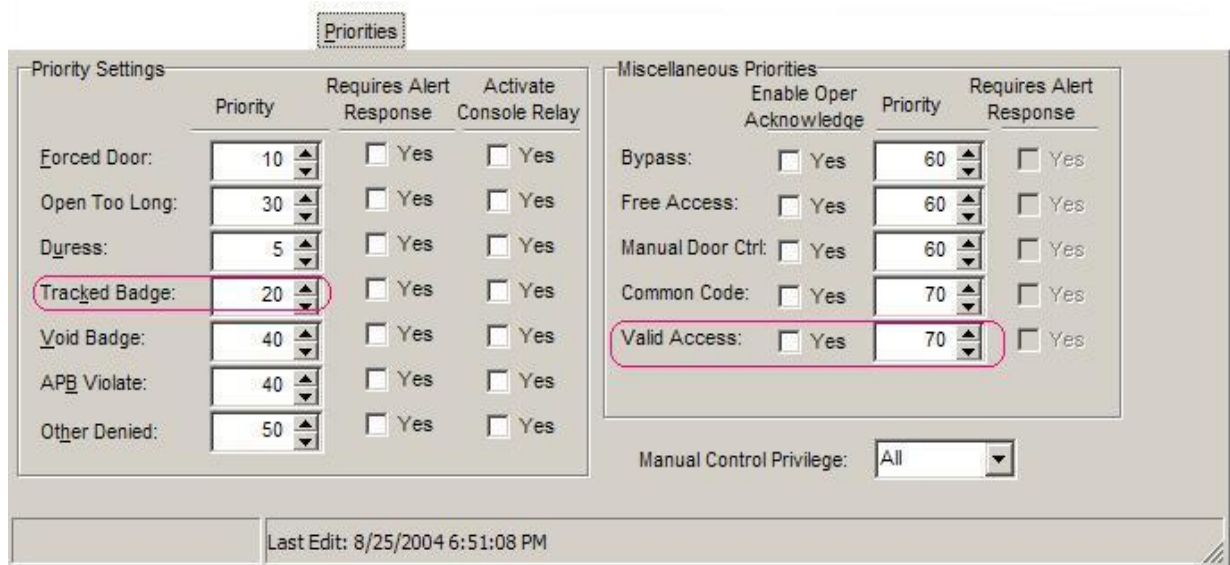 Priorities
Priority Settings
Priority
Requires Alert Response
Activate Console Relay
Forced Door: 10 Yes Yes
Open Too Long: 30 Yes Yes
Duress: 5 Yes Yes
Tracked Badge: 20 Yes Yes
Void Badge: 40 Yes Yes
APB Violate: 40 Yes Yes
Other Denied: 50 Yes Yes
Miscellaneous Priorities
Enable Oper Acknowledge
Priority
Requires Alert Response
Bypass: Yes 60 Yes
Free Access: Yes 60 Yes
Manual Door Ctrl: Yes 60 Yes
Common Code: Yes 70 Yes
Valid Access: Yes 70 Yes
Manual Control Privilege: All
Last Edit: 8/25/2004 6:51:08 PM